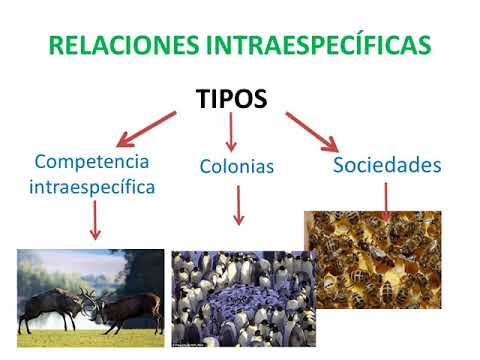 RELACIONES INTRAESPECÍFICAS
TIPOS
Competencia
intraespecífica
Colonias
Sociedades